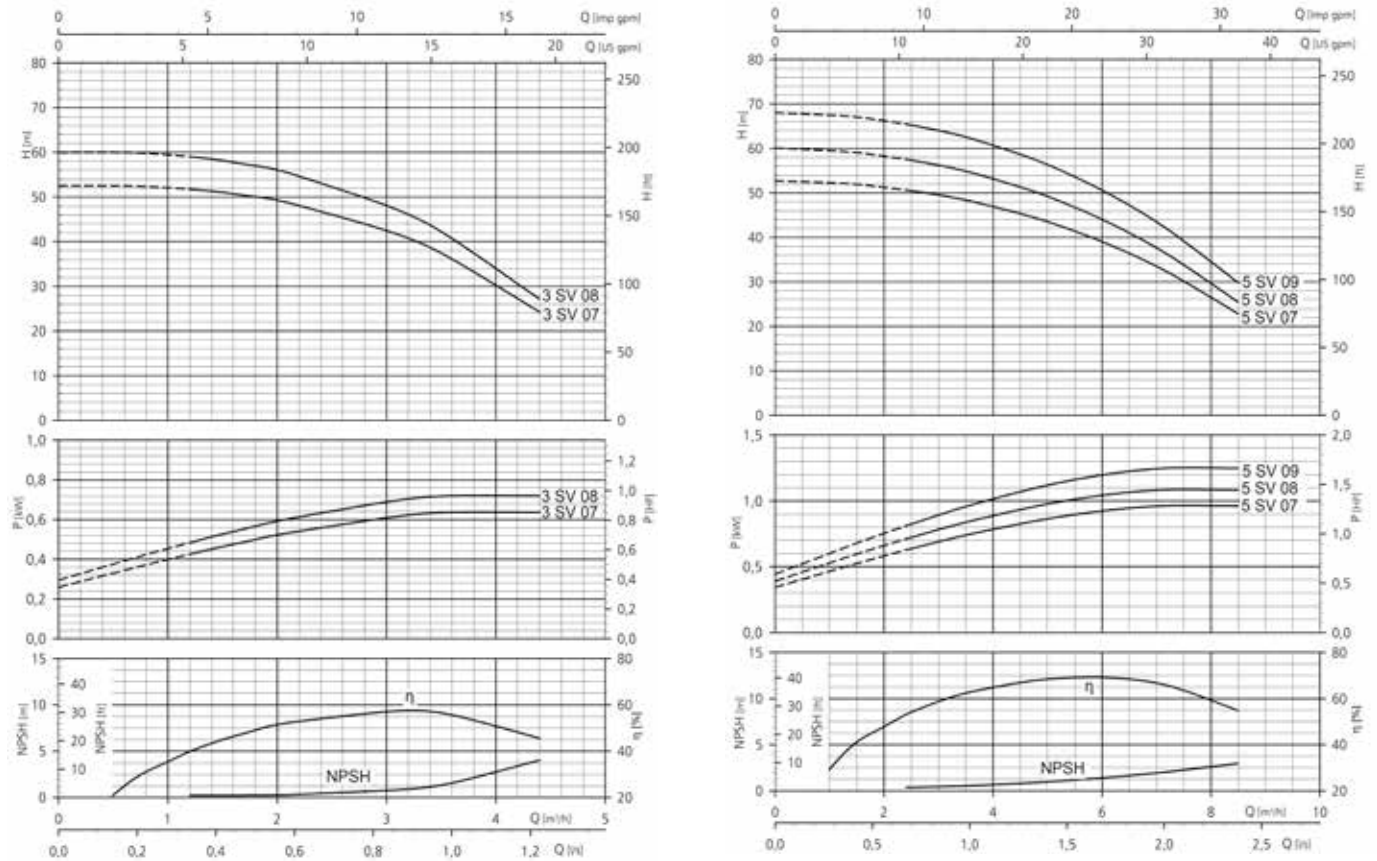 0 5 10 15 Q [imp gpm]
0 5 10 15 20 Q [US gpm]
80 70 60 50 40 30 20 10 0
H [m]
250 200 150 100 50 0
H [ft]
3 SV 08
3 SV 07
1,0 0,8 0,6 0,4 0,2 0,0
P [kW]
1,2 1,0 0,8 0,6 0,4 0,2 0,0
P [HP]
3 SV 08
3 SV 07
15 10 5 0
NPSH [m]
40 30 20 10
NPSH [ft]
η
NPSH
80 60 40 20
η [%]
0 1 2 3 4 Q [m³/h] 5
0,0 0,2 0,4 0,6 0,8 1,0 1,2 Q [l/s]
0 10 21 31 Q [imp gpm]
0 10 20 30 40 Q [US gpm]
80 70 60 50 40 30 20 10 0
H [m]
250 200 150 100 50 0
H [ft]
5 SV 09
5 SV 08
5 SV 07
1,5 1,0 0,5 0,0
P [kW]
2,0 1,5 1,0 0,5 0,0
P [HP]
5 SV 09
5 SV 08
5 SV 07
15 10 5 0
NPSH [m]
40 30 20 10
NPSH [ft]
η
NPSH
80 60 40 20
η [%]
0 2 4 6 8 Q [m³/h] 10
0,0 0,5 1,0 1,5 2,0 2,5 Q [l/s]